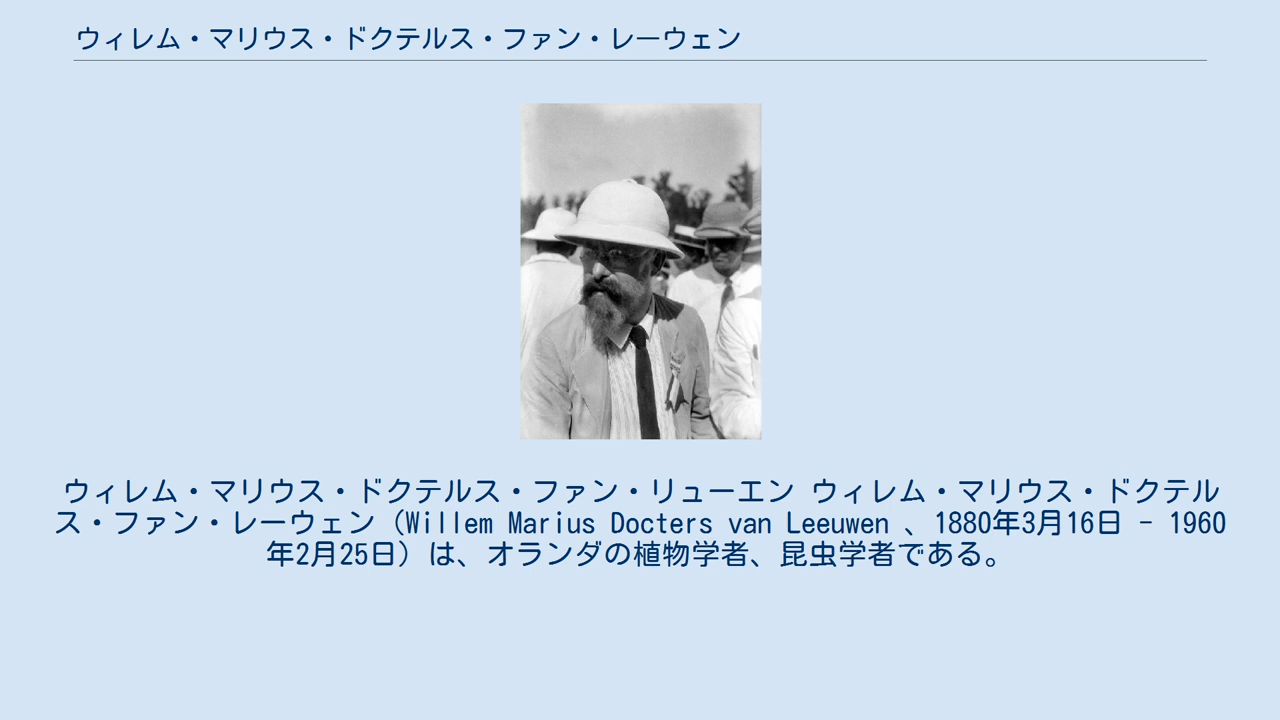 ウィレム・マリウス・ドクテルス・ファン・レーウェン
ウィレム・マリウス・ドクテルス・ファン・リューエン ウィレム・マリウス・ドクテル
ス・ファン・レーウェン（Willem Marius Docters van Leeuwen 、1880年3月16日 - 1960
年2月25日）は、オランダの植物学者、昆虫学者である。